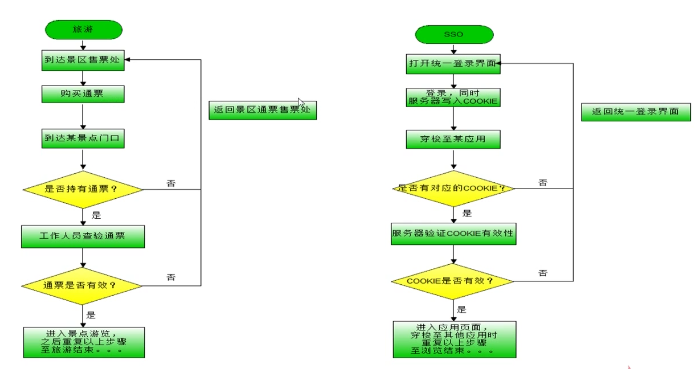 旅游
到达景区售票处
购买通票
到达某景点门口
是否持有通票？
否
是
工作人员查验通票
通票是否有效？
否
是
进入景点游览，
之后重复以上步骤
至旅游结束。。。
返回景区通票售票处
SSO
打开统一登录界面
登录，同时
服务器写入COOKIE
穿梭至某应用
是否有对应的COOKIE？
否
是
服务器验证COOKIE有效性
COOKIE是否有效？
否
是
进入应用页面，
穿梭至其他应用时
重复以上步骤
至浏览结束。。。
返回统一登录界面